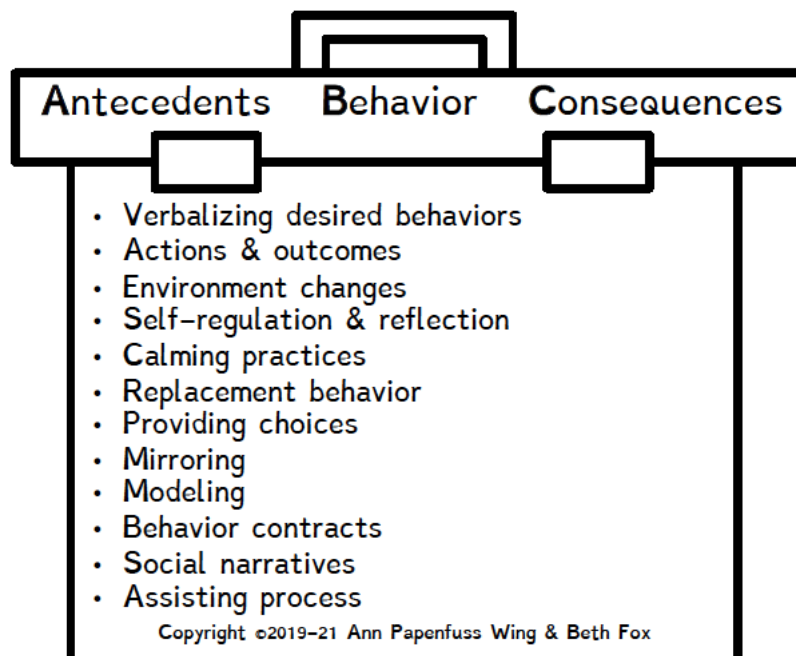 Antecedents Behavior Consequences
• Verbalizing desired behaviors
• Actions & outcomes
• Environment changes
• Self-regulation & reflection
• Calming practices
• Replacement behavior
• Providing choices
• Mirroring
• Modeling
• Behavior contracts
• Social narratives
• Assisting process
Copyright ©2019-21 Ann Papenfuss Wing & Beth Fox